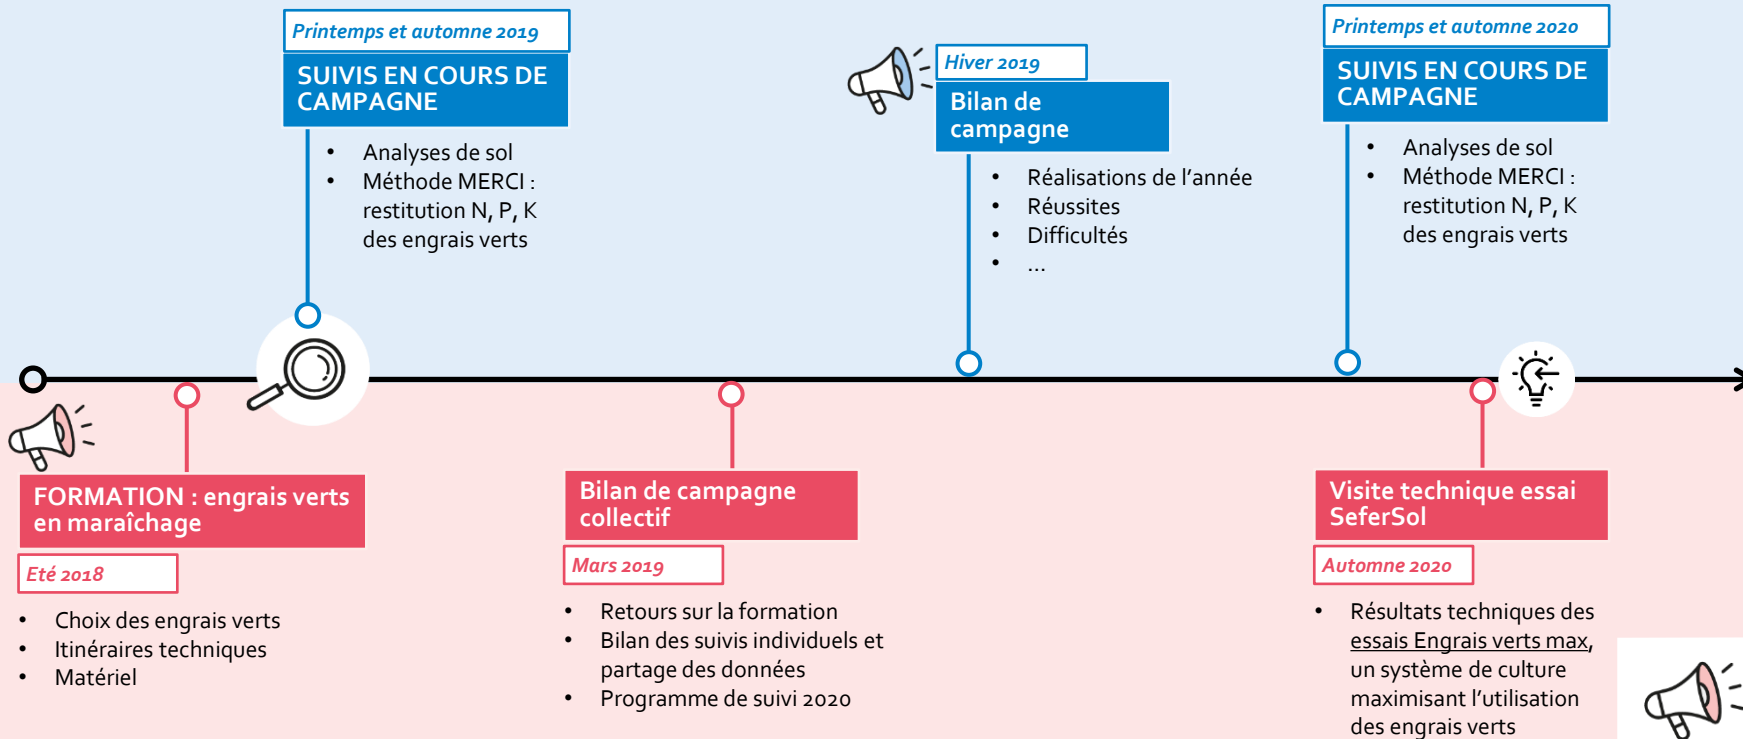 Printemps et automne 2019
SUIVIS EN COURS DE
CAMPAGNE
• Analyses de sol
• Méthode MERCI :
restitution N, P, K
des engrais verts
Hiver 2019
Bilan de
campagne
• Réalisations de l’année
• Réussites
• Difficultés
• ...
Printemps et automne 2020
SUIVIS EN COURS DE
CAMPAGNE
• Analyses de sol
• Méthode MERCI :
restitution N, P, K
des engrais verts
FORMATION : engrais verts
en maraîchage
Eté 2018
• Choix des engrais verts
• Itinéraires techniques
• Matériel
Bilan de campagne
collectif
Mars 2019
• Retours sur la formation
• Bilan des suivis individuels et
partage des données
• Programme de suivi 2020
Visite technique essai
SeferSol
Automne 2020
• Résultats techniques des
essais Engrais verts max,
un système de culture
maximisant l’utilisation
des engrais verts